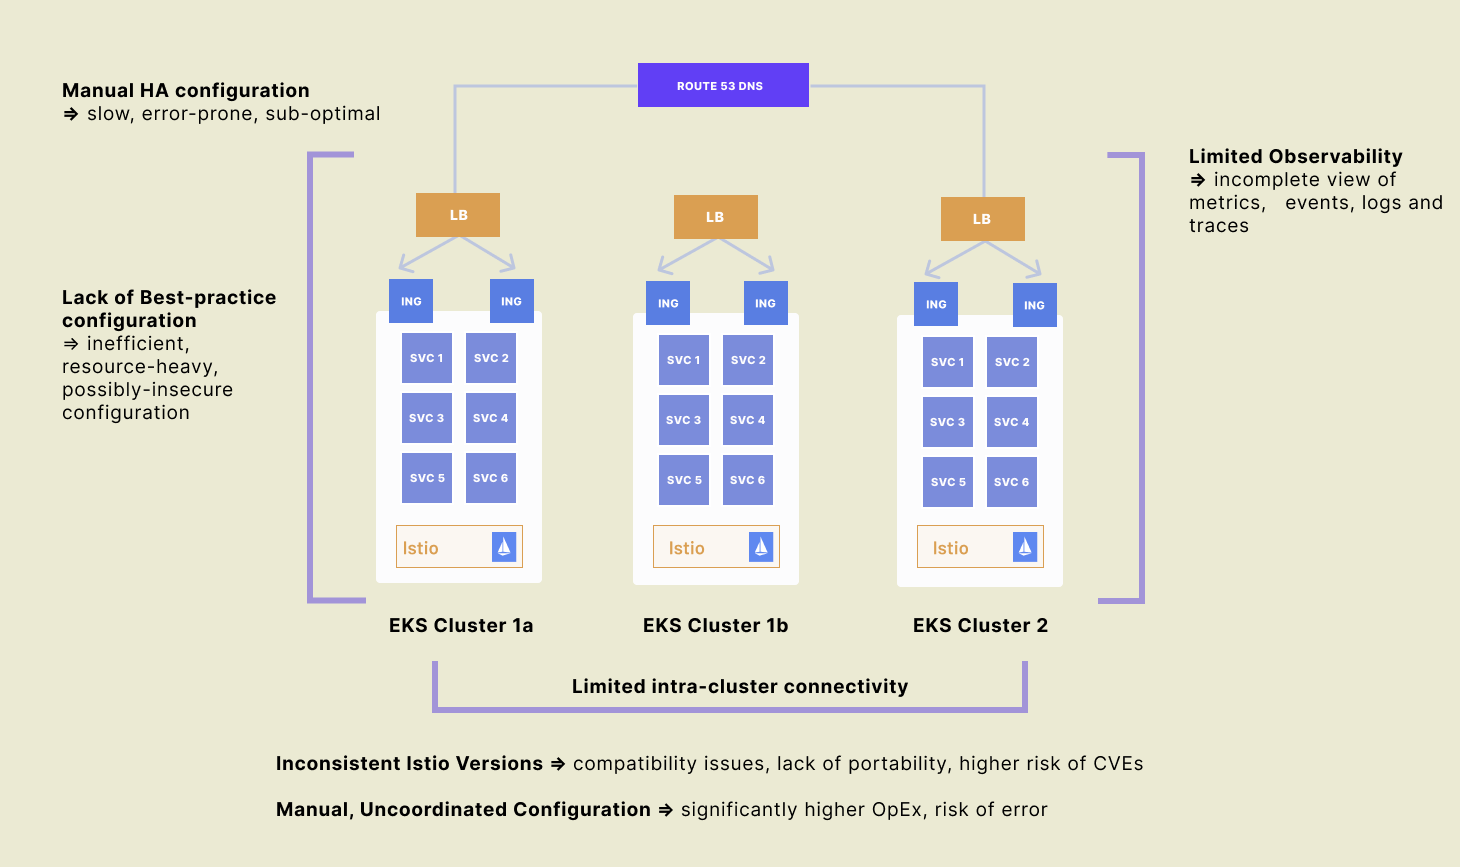 ROUTE 53 DNS
Manual HA configuration
⇒ slow, error-prone, sub-optimal
Limited Observability
⇒ incomplete view of
metrics,   events, logs and
traces
Lack of Best-practice
configuration
⇒ inefficient,
resource-heavy,
possibly-insecure
configuration
LB
ING ING
SVC 1 SVC 2
SVC 3 SVC 4
SVC 5 SVC 6
Istio
EKS Cluster 1a
LB
ING ING
SVC 1 SVC 2
SVC 3 SVC 4
SVC 5 SVC 6
Istio
EKS Cluster 1b
LB
ING ING
SVC 1 SVC 2
SVC 3 SVC 4
SVC 5 SVC 6
Istio
EKS Cluster 2
Limited intra-cluster connectivity
Inconsistent Istio Versions ⇒ compatibility issues, lack of portability, higher risk of CVEs
Manual, Uncoordinated Configuration ⇒ significantly higher OpEx, risk of error